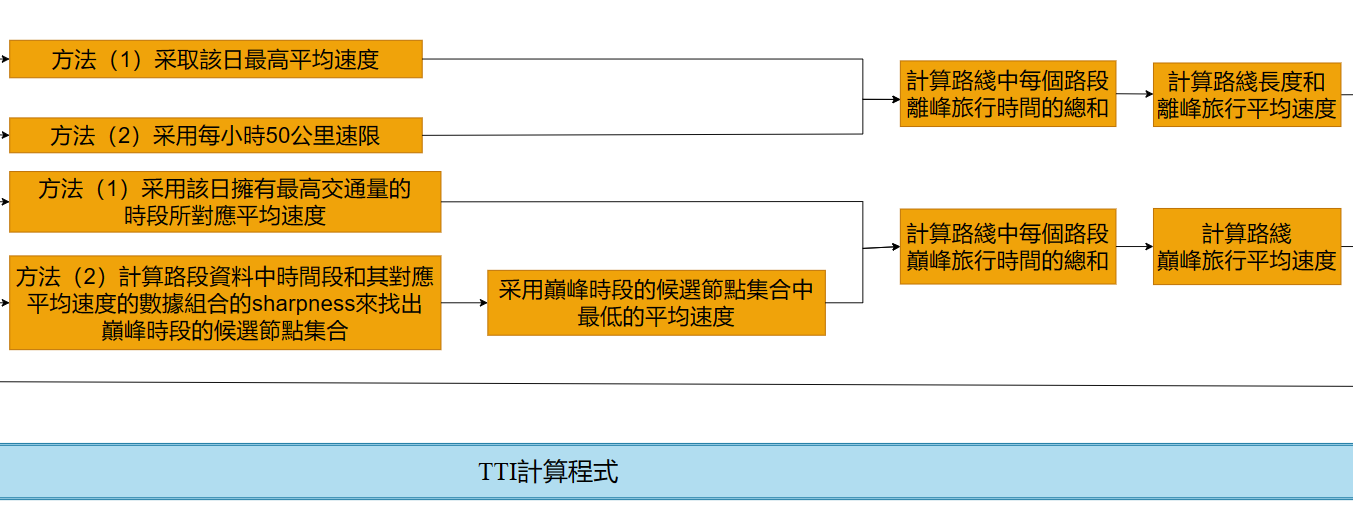 方法（1）采取該日最高平均速度
方法（2）采用每小時50公里速限
計算路綫中每個路段
離峰旅行時間的總和
計算路綫長度和
離峰旅行平均速度
方法（1）采用該日擁有最高交通量的
時段所對應平均速度
方法（2）計算路段資料中時間段和其對應
平均速度的數據組合的sharpness來找出
巔峰時段的候選節點集合
采用巔峰時段的候選節點集合中
最低的平均速度
計算路綫中每個路段
巔峰旅行時間的總和
計算路綫
巔峰旅行平均速度
TTI計算程式